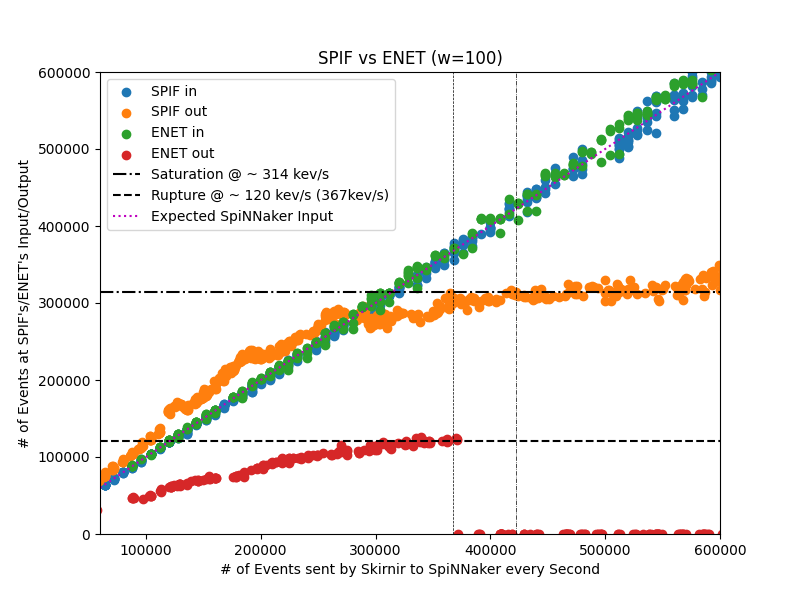 SPIF vs ENET (w=100)
600000
500000
400000
300000
200000
100000
0
# of Events at SPIF's/ENET's Input/Output
SPIF in
SPIF out
ENET in
ENET out
Saturation @ ~ 314 kev/s
Rupture @ ~ 120 kev/s (367kev/s)
Expected SpiNNaker Input
100000 200000 300000 400000 500000 600000
# of Events sent by Skirnir to SpiNNaker every Second